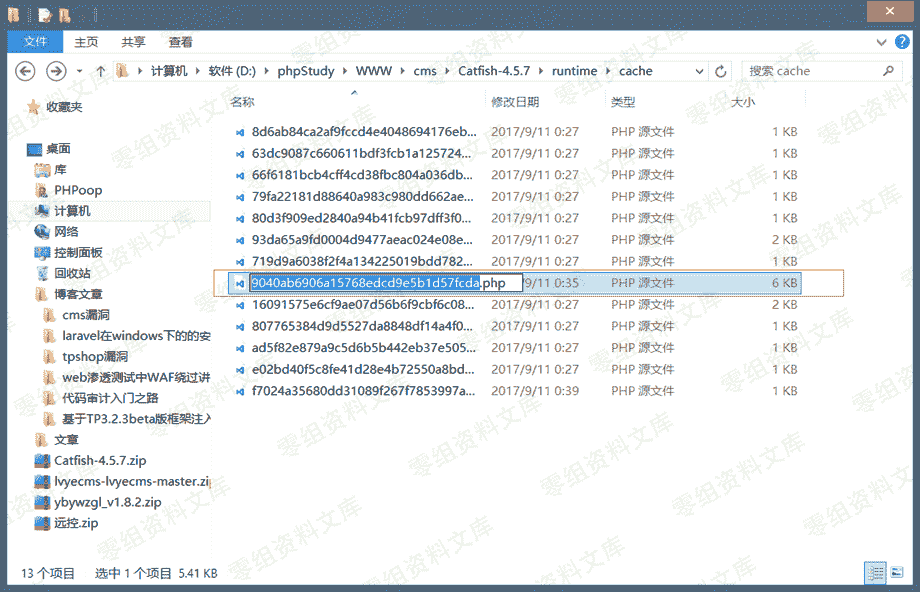 文件 主页 共享 查看
计算机 软件 (D:) phpStudy WWW cms Catfish-4.5.7 runtime cache 搜索 cache
名称 修改日期 类型 大小
收藏夹
桌面
库
PHPoop
计算机
网络
控制面板
回收站
博客文章
cms漏洞
laravel在windows下的的安
tpshop漏洞
web渗透测试中WAF绕过讲
代码审计入门之路
基于TP3.2.3beta版框架注入
文章
Catfish-4.5.7.zip
lvyecms-lvyecms-master.zip
ybywzgl_v1.8.2.zip
远控.zip
8d6ab84ca2af9fccd4e4048694176eb... 2017/9/11 0:27 PHP 源文件 1 KB
63dc9087c660611bdf3fcb1a125724... 2017/9/11 0:27 PHP 源文件 1 KB
66f6181bcb4cff4cd38fbc804a036db... 2017/9/11 0:27 PHP 源文件 1 KB
79fa22181d88640a983c980dd662ae... 2017/9/11 0:27 PHP 源文件 1 KB
80d3f909ed2840a94b41fcb97dff3f0... 2017/9/11 0:27 PHP 源文件 1 KB
93da65a9fd0004d9477aeac024e08e... 2017/9/11 0:27 PHP 源文件 2 KB
719d9a6038f2f4a134225019bdd782... 2017/9/11 0:27 PHP 源文件 1 KB
9040ab6906a15768edcd9e5b1d57fcda.php 7/9/11 0:35 PHP 源文件 6 KB
16091575e6cf9ae07d56b6f9cbf6c08... 2017/9/11 0:27 PHP 源文件 2 KB
807765384d9d5527da8848df14a4f0... 2017/9/11 0:27 PHP 源文件 1 KB
ad5f82e879a9c5d6b5b442eb37e505... 2017/9/11 0:27 PHP 源文件 1 KB
e02bd40f5c8fe41d28e4b72550a8bd... 2017/9/11 0:27 PHP 源文件 1 KB
f7024a35680dd31089f267f7853997a... 2017/9/11 0:39 PHP 源文件 1 KB
13 个项目 选中 1 个项目 5.41 KB
零组资料文库